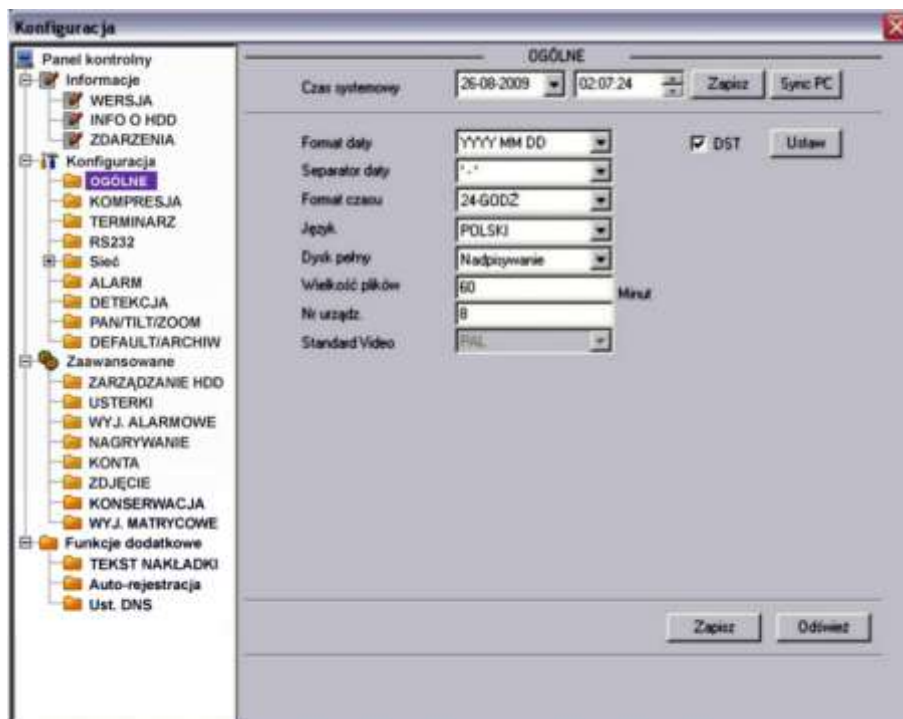 Konfiguracja
Panel kontrolny
Informacje
WERSJA
INFO O HDD
ZDARZENIA
Konfiguracja
OGÓLNE
KOMPRESJA
TERMINARZ
RS232
Sieć
ALARM
DETEKCJA
PAN/TILT/ZOOM
DEFAULT/ARCHIW
Zaawansowane
ZARZĄDZANIE HDD
USTERKI
WYJ. ALARMOWE
NAGRYWANIE
KONTA
ZDJĘCIE
KONSERWACJA
WYJ. MATRYCOWE
Funkcje dodatkowe
TEKST NAKŁADKI
Auto-rejestracja
Ust. DNS
OGÓLNE
Czas systemowy 26-08-2009 02:07:24 Zapisz Sync PC
Format daty YYYY MM DD DST Ustaw
Separator daty '-'
Format czasu 24-GODŹ
Język POLSKI
Dysk pełny Nadpisywanie
Wielkość plików 60 Minut
Nr urządz. 8
Standard Video PAL
Zapisz Odśwież